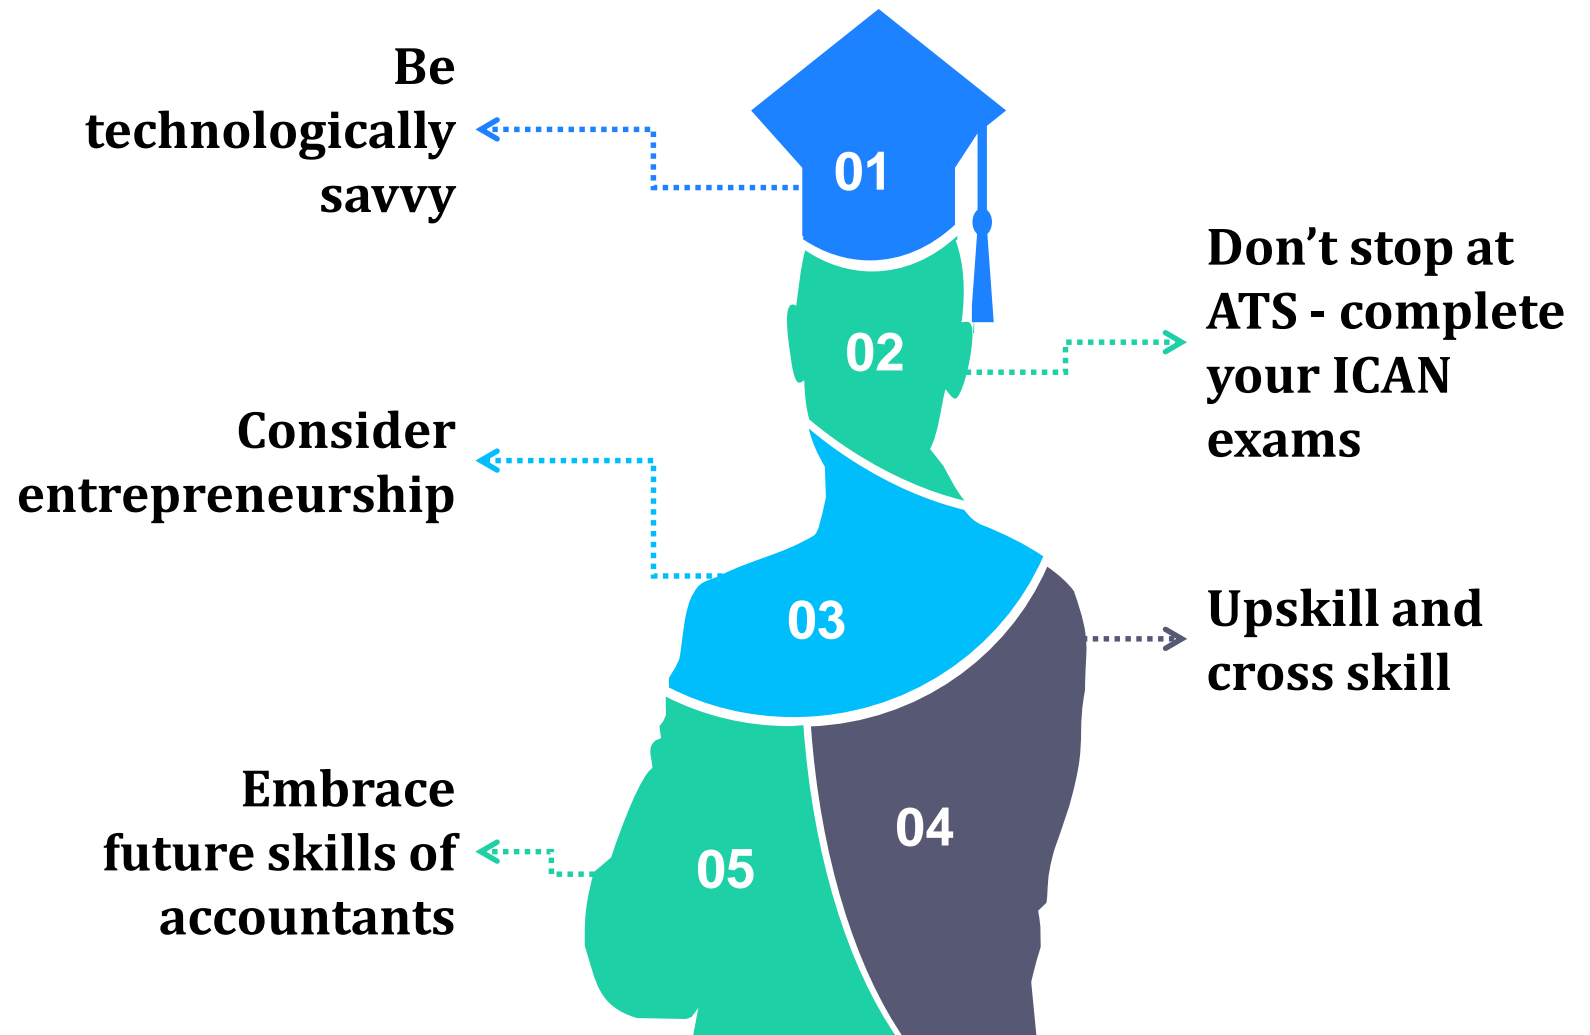 Be
technologically
savvy
01
Don’t stop at
ATS - complete
your ICAN
exams
02
Consider
entrepreneurship
03
Upskill and
cross skill
04
Embrace
future skills of
accountants
05